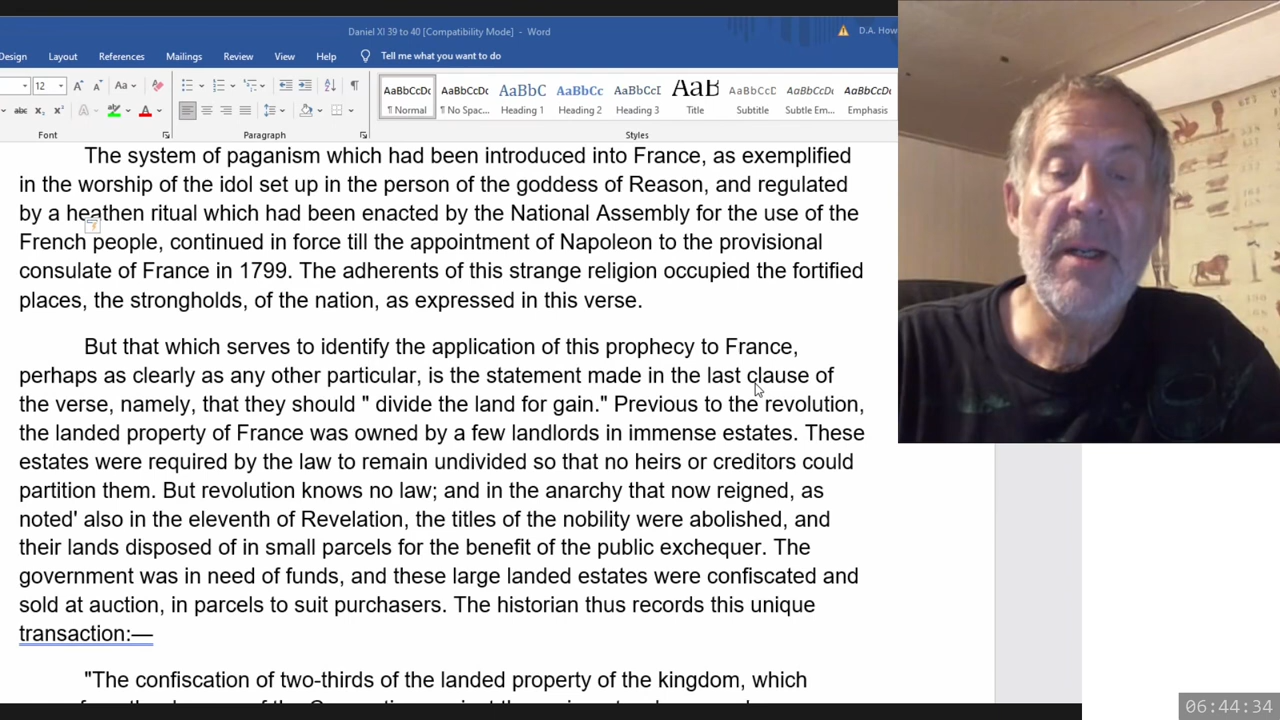 Daniel XI 39 to 40 [Compatibility Mode] - Word
D.A. How
Design Layout References Mailings Review View Help Tell me what you want to do
12 Aa
AaBbCcDc AaBbCcDc AaBbC AaBbCc AaBbCcI AaB AaBbCcD AaBbCcDc AaBbCcDc
¶ Normal ¶ No Spac... Heading 1 Heading 2 Heading 3 Title Subtitle Subtle Em... Emphasis
Font Paragraph Styles
The system of paganism which had been introduced into France, as exemplified
in the worship of the idol set up in the person of the goddess of Reason, and regulated
by a heathen ritual which had been enacted by the National Assembly for the use of the
French people, continued in force till the appointment of Napoleon to the provisional
consulate of France in 1799. The adherents of this strange religion occupied the fortified
places, the strongholds, of the nation, as expressed in this verse.
But that which serves to identify the application of this prophecy to France,
perhaps as clearly as any other particular, is the statement made in the last clause of
the verse, namely, that they should " divide the land for gain." Previous to the revolution,
the landed property of France was owned by a few landlords in immense estates. These
estates were required by the law to remain undivided so that no heirs or creditors could
partition them. But revolution knows no law; and in the anarchy that now reigned, as
noted' also in the eleventh of Revelation, the titles of the nobility were abolished, and
their lands disposed of in small parcels for the benefit of the public exchequer. The
government was in need of funds, and these large landed estates were confiscated and
sold at auction, in parcels to suit purchasers. The historian thus records this unique
transaction:—
"The confiscation of two-thirds of the landed property of the kingdom, which
06:44:34